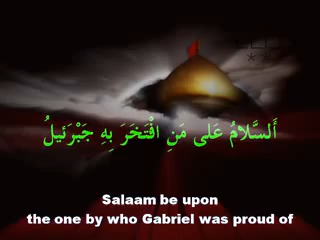 أَلسَّلامُ عَلى مَنِ افْتَخَرَ بِهِ جَبْرَئيلُ
Salaam be upon
the one by who Gabriel was proud of